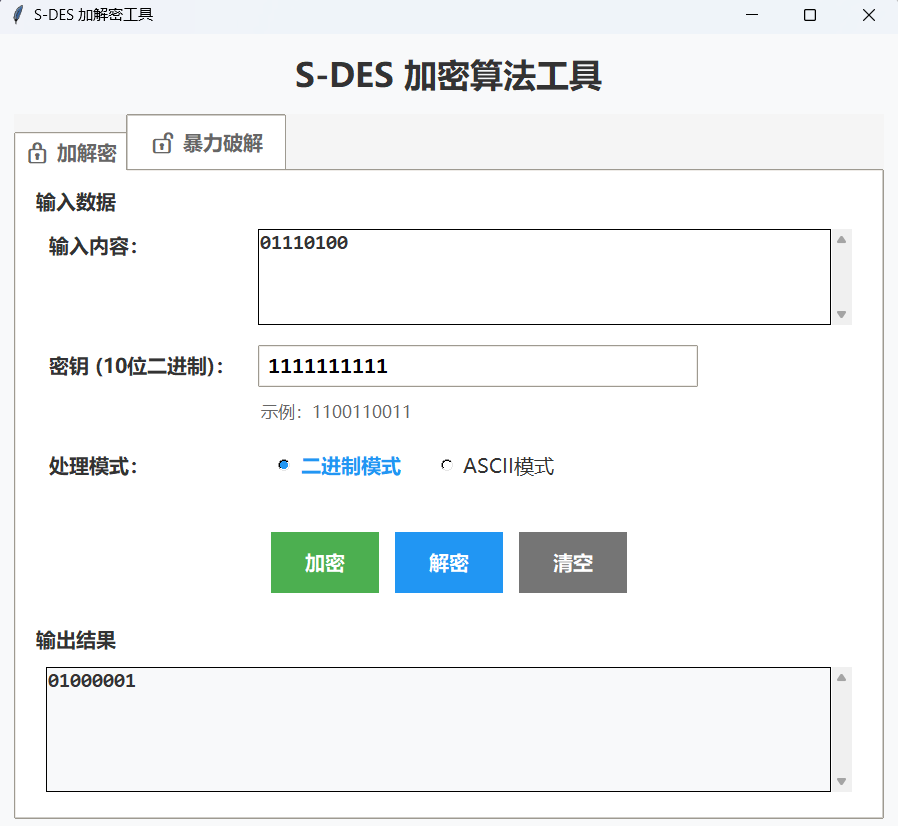 S-DES 加解密工具
S-DES 加密算法工具
加解密
暴力破解
输入数据
输入内容：
01110100
密钥 (10位二进制)：
1111111111
示例：1100110011
处理模式：
二进制模式
ASCII模式
加密
解密
清空
输出结果
01000001